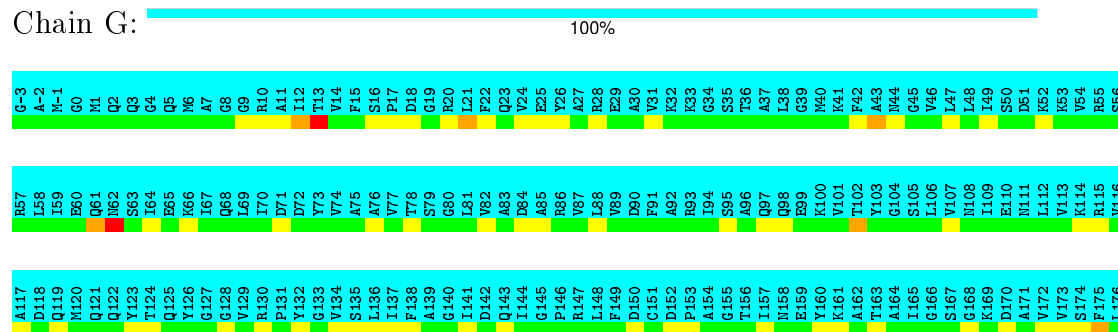 Chain G:
100%
G-3 A-2 M-1 G0 M1 Q2 Q3 G4 Q5 M6 A7 G8 G9 R10 A11 I12 T13 V14 F15 S16 P17 D18 G19 R20 L21 F22 Q23 V24 E25 Y26 A27 R28 E29 A30 V31 K32 K33 G34 S35 T36 A37 L38 G39 M40 K41 F42 A43 N44 G45 V46 L47 L48 I49 S50 D51 K52 K53 V54 R55 S56
R57 L58 I59 E60 Q61 N62 S63 I64 E65 K66 I67 Q68 L69 I70 D71 D72 Y73 V74 A75 A76 V77 T78 S79 G80 L81 V82 A83 D84 A85 R86 V87 L88 V89 D90 F91 A92 R93 I94 S95 A96 Q97 Q98 E99 K100 V101 T102 Y103 G104 S105 L106 V107 N108 I109 E110 N111 L112 V113 K114 R115 V116
A117 D118 Q119 M120 Q121 Q122 Y123 T124 Q125 Y126 G127 G128 V129 R130 P131 Y132 G133 V134 S135 L136 I137 F138 A139 G140 I141 D142 Q143 I144 G145 P146 R147 L148 F149 D150 C151 D152 P153 A154 G155 T156 I157 N158 E159 Y160 K161 A162 T163 A164 I165 G166 S167 G168 K169 D170 A171 V172 V173 S174 F175